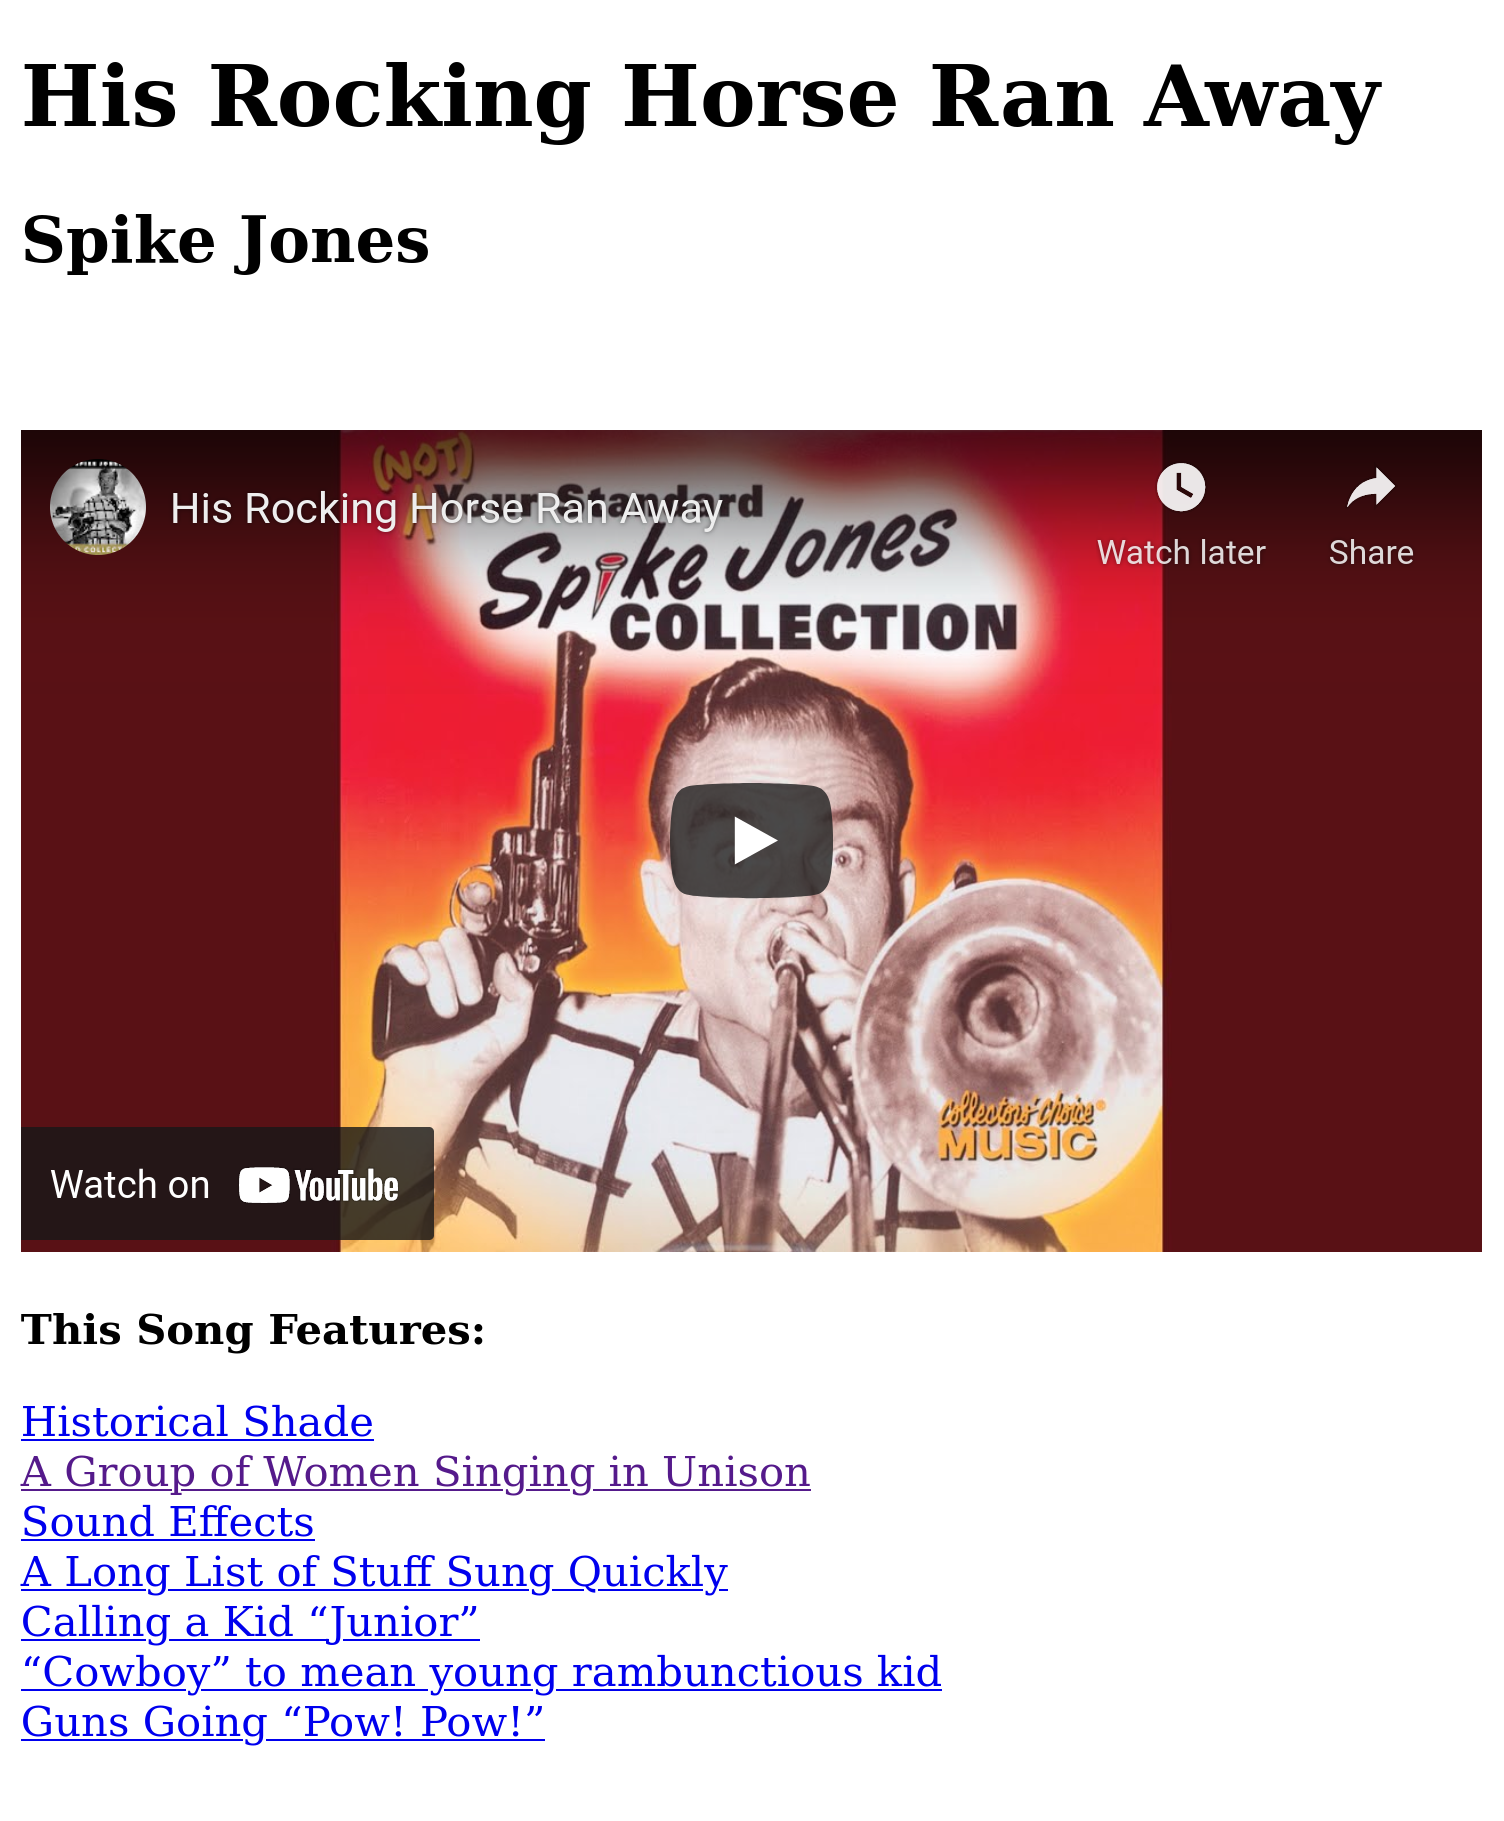 His Rocking Horse Ran Away
Spike Jones
His Rocking Horse Ran Away
Watch later
Share
(NOT)
Your Standard
Spike Jones
COLLECTION
Collectors' Choice®
MUSIC
Watch on YouTube
This Song Features:
Historical Shade
A Group of Women Singing in Unison
Sound Effects
A Long List of Stuff Sung Quickly
Calling a Kid “Junior”
“Cowboy” to mean young rambunctious kid
Guns Going “Pow! Pow!”